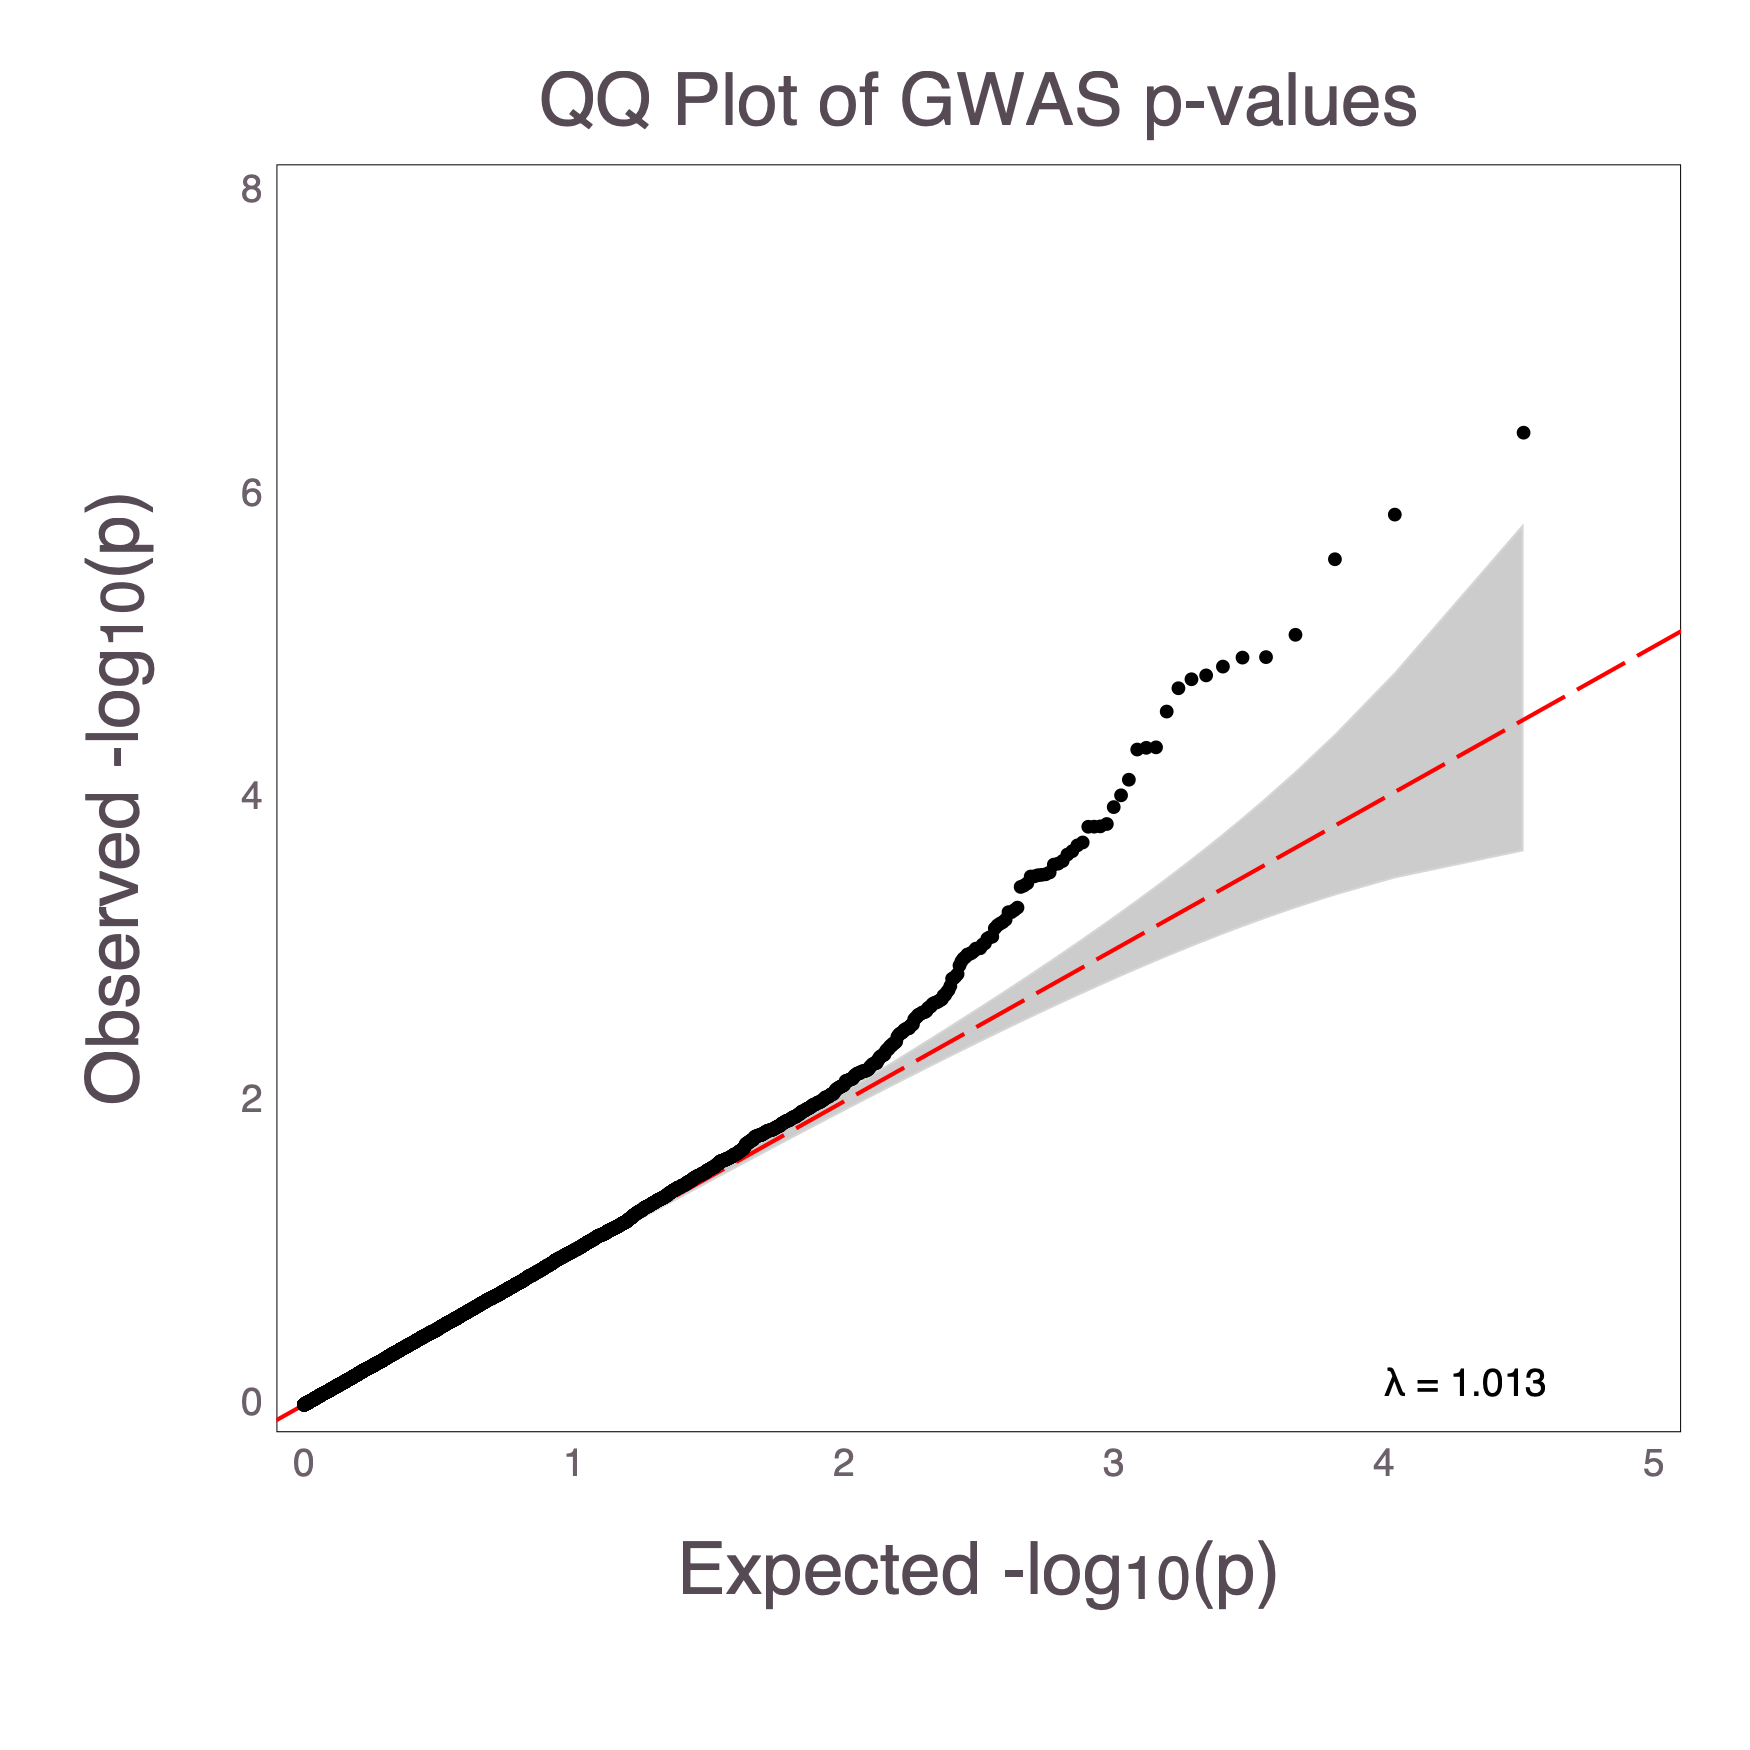 QQ Plot of GWAS p-values
8
6
4
2
0
Observed -log10(p)
λ = 1.013
0 1 2 3 4 5
Expected -log10(p)